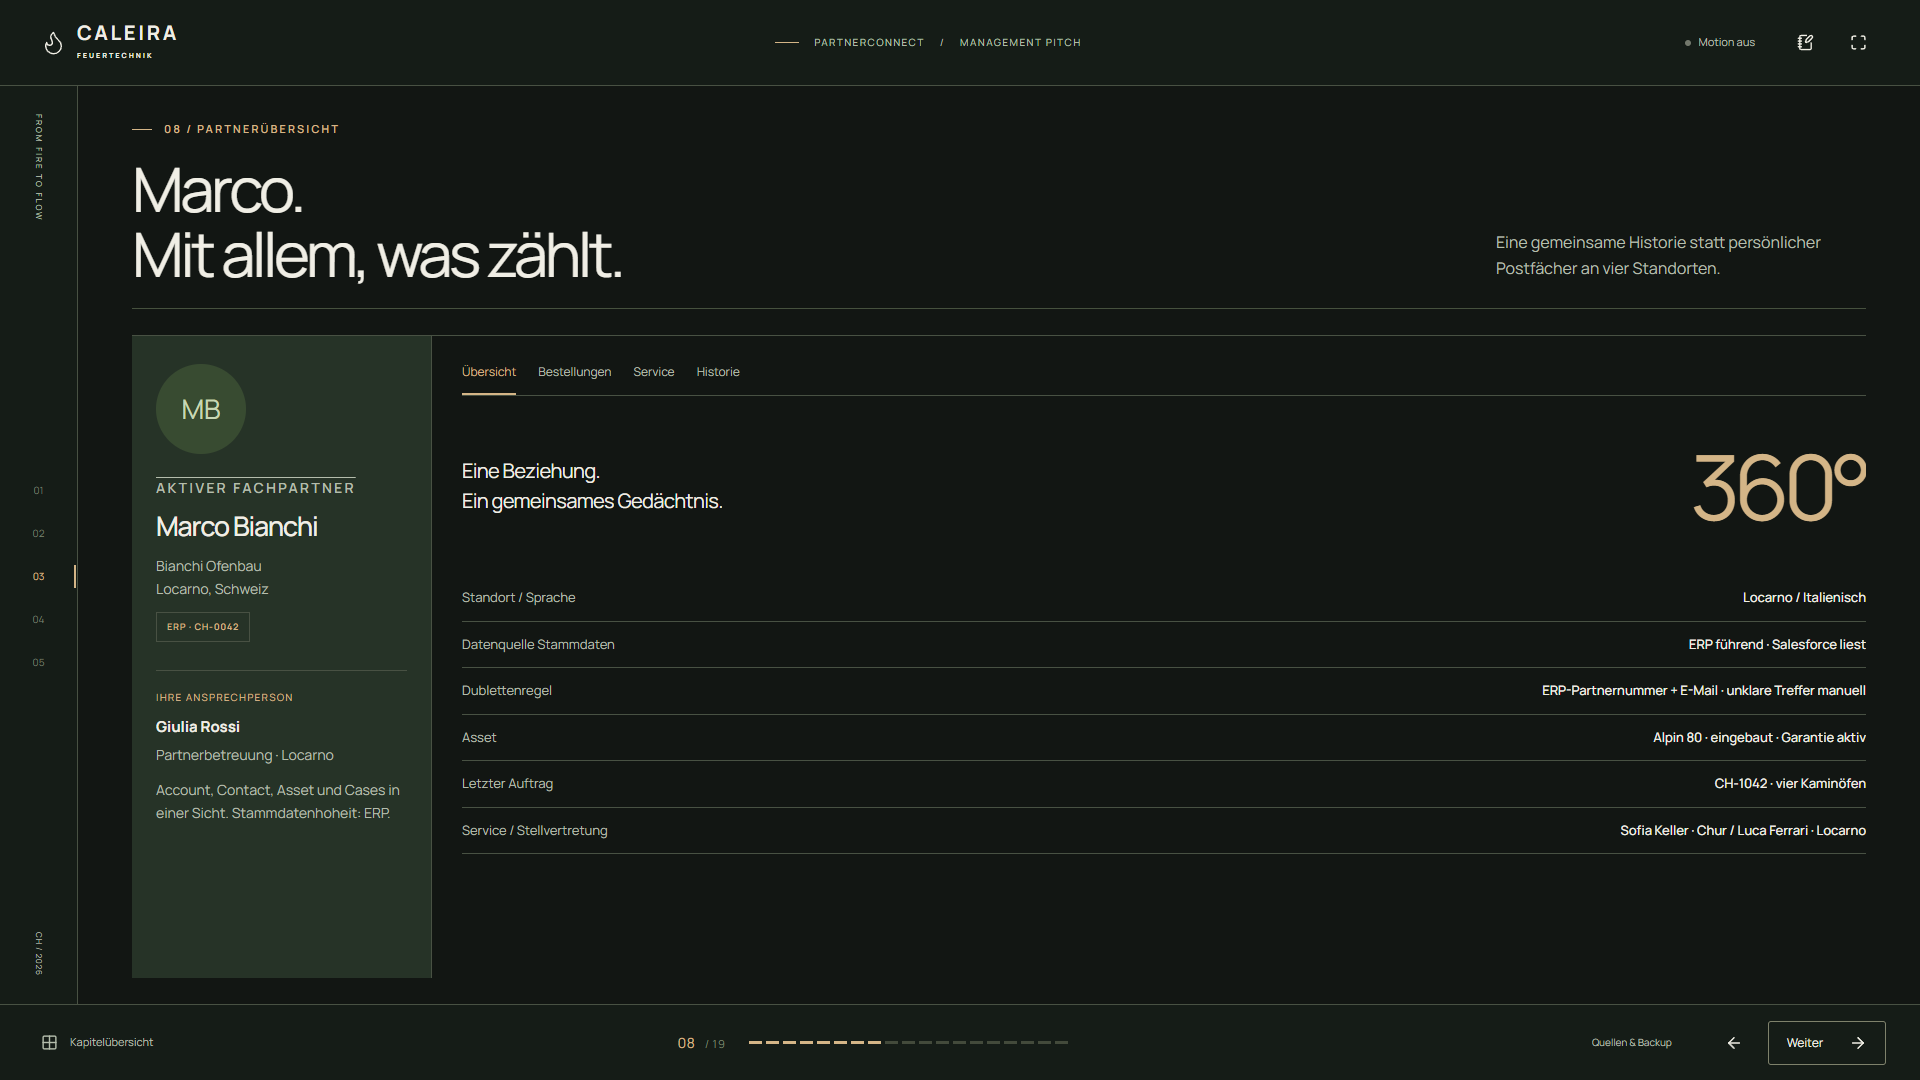 CALEIRA
FEUERTECHNIK
PARTNERCONNECT / MANAGEMENT PITCH
Motion aus
FROM FIRE TO FLOW
01
02
03
04
05
CH / 2026
08 / PARTNERÜBERSICHT
Marco.
Mit allem, was zählt.
Eine gemeinsame Historie statt persönlicher
Postfächer an vier Standorten.
MB
AKTIVER FACHPARTNER
Marco Bianchi
Bianchi Ofenbau
Locarno, Schweiz
ERP · CH-0042
IHRE ANSPRECHPERSON
Giulia Rossi
Partnerbetreuung · Locarno
Account, Contact, Asset und Cases in
einer Sicht. Stammdatenhoheit: ERP.
Übersicht Bestellungen Service Historie
Eine Beziehung.
Ein gemeinsames Gedächtnis.
360°
Standort / Sprache Locarno / Italienisch
Datenquelle Stammdaten ERP führend · Salesforce liest
Dublettenregel ERP-Partnernummer + E-Mail · unklare Treffer manuell
Asset Alpin 80 · eingebaut · Garantie aktiv
Letzter Auftrag CH-1042 · vier Kaminöfen
Service / Stellvertretung Sofia Keller · Chur / Luca Ferrari · Locarno
Kapitelübersicht
08 / 19
Quellen & Backup
Weiter